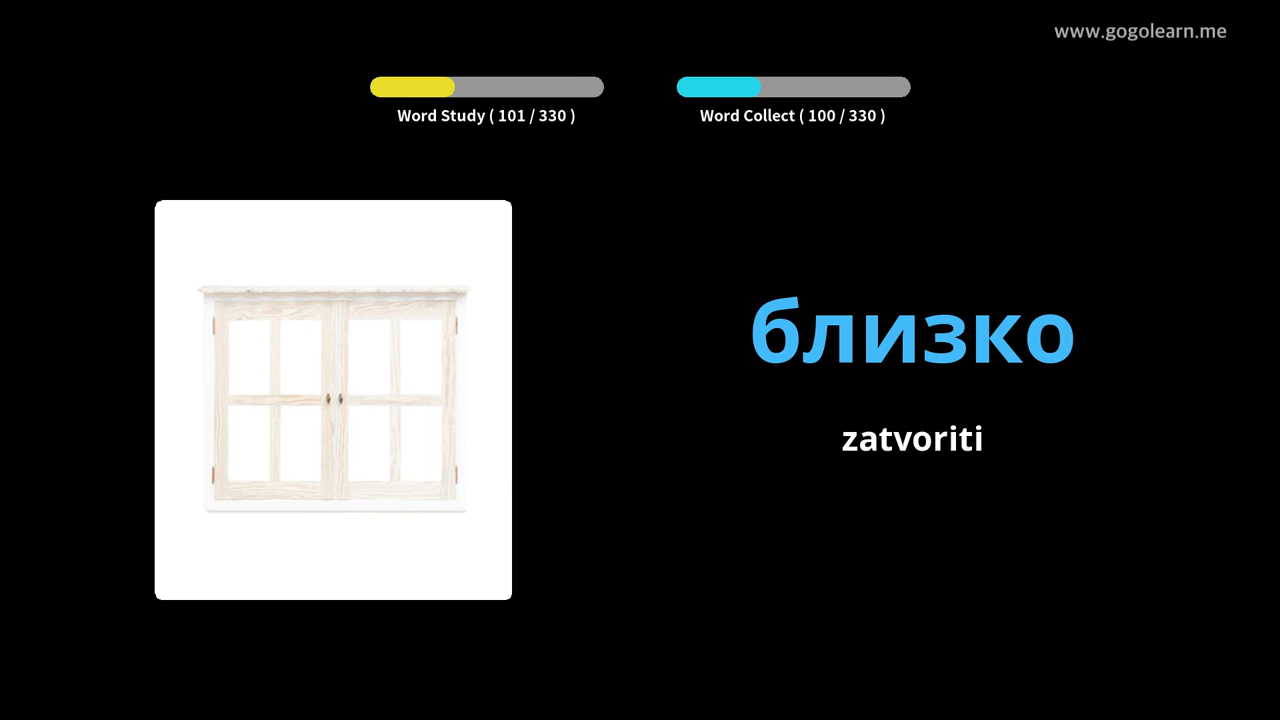 www.gogolearn.me
Word Study ( 101 / 330 )
Word Collect ( 100 / 330 )
близко
zatvoriti